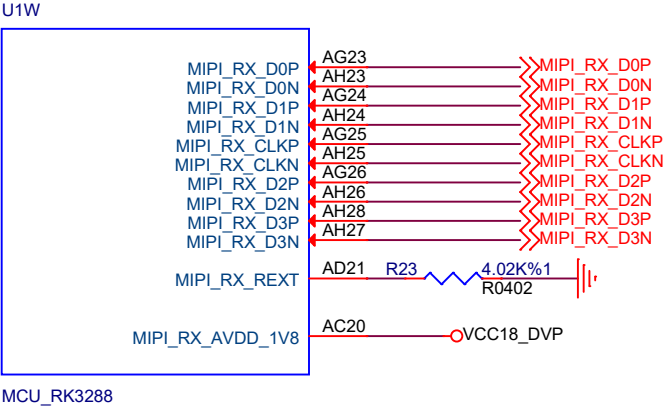 U1W
MIPI_RX_D0P AG23 MIPI_RX_D0P
MIPI_RX_D0N AH23 MIPI_RX_D0N
MIPI_RX_D1P AG24 MIPI_RX_D1P
MIPI_RX_D1N AH24 MIPI_RX_D1N
MIPI_RX_CLKP AG25 MIPI_RX_CLKP
MIPI_RX_CLKN AH25 MIPI_RX_CLKN
MIPI_RX_D2P AG26 MIPI_RX_D2P
MIPI_RX_D2N AH26 MIPI_RX_D2N
MIPI_RX_D3P AH28 MIPI_RX_D3P
MIPI_RX_D3N AH27 MIPI_RX_D3N
MIPI_RX_REXT AD21 R23 4.02K%1
R0402
MIPI_RX_AVDD_1V8 AC20 VCC18_DVP
MCU_RK3288